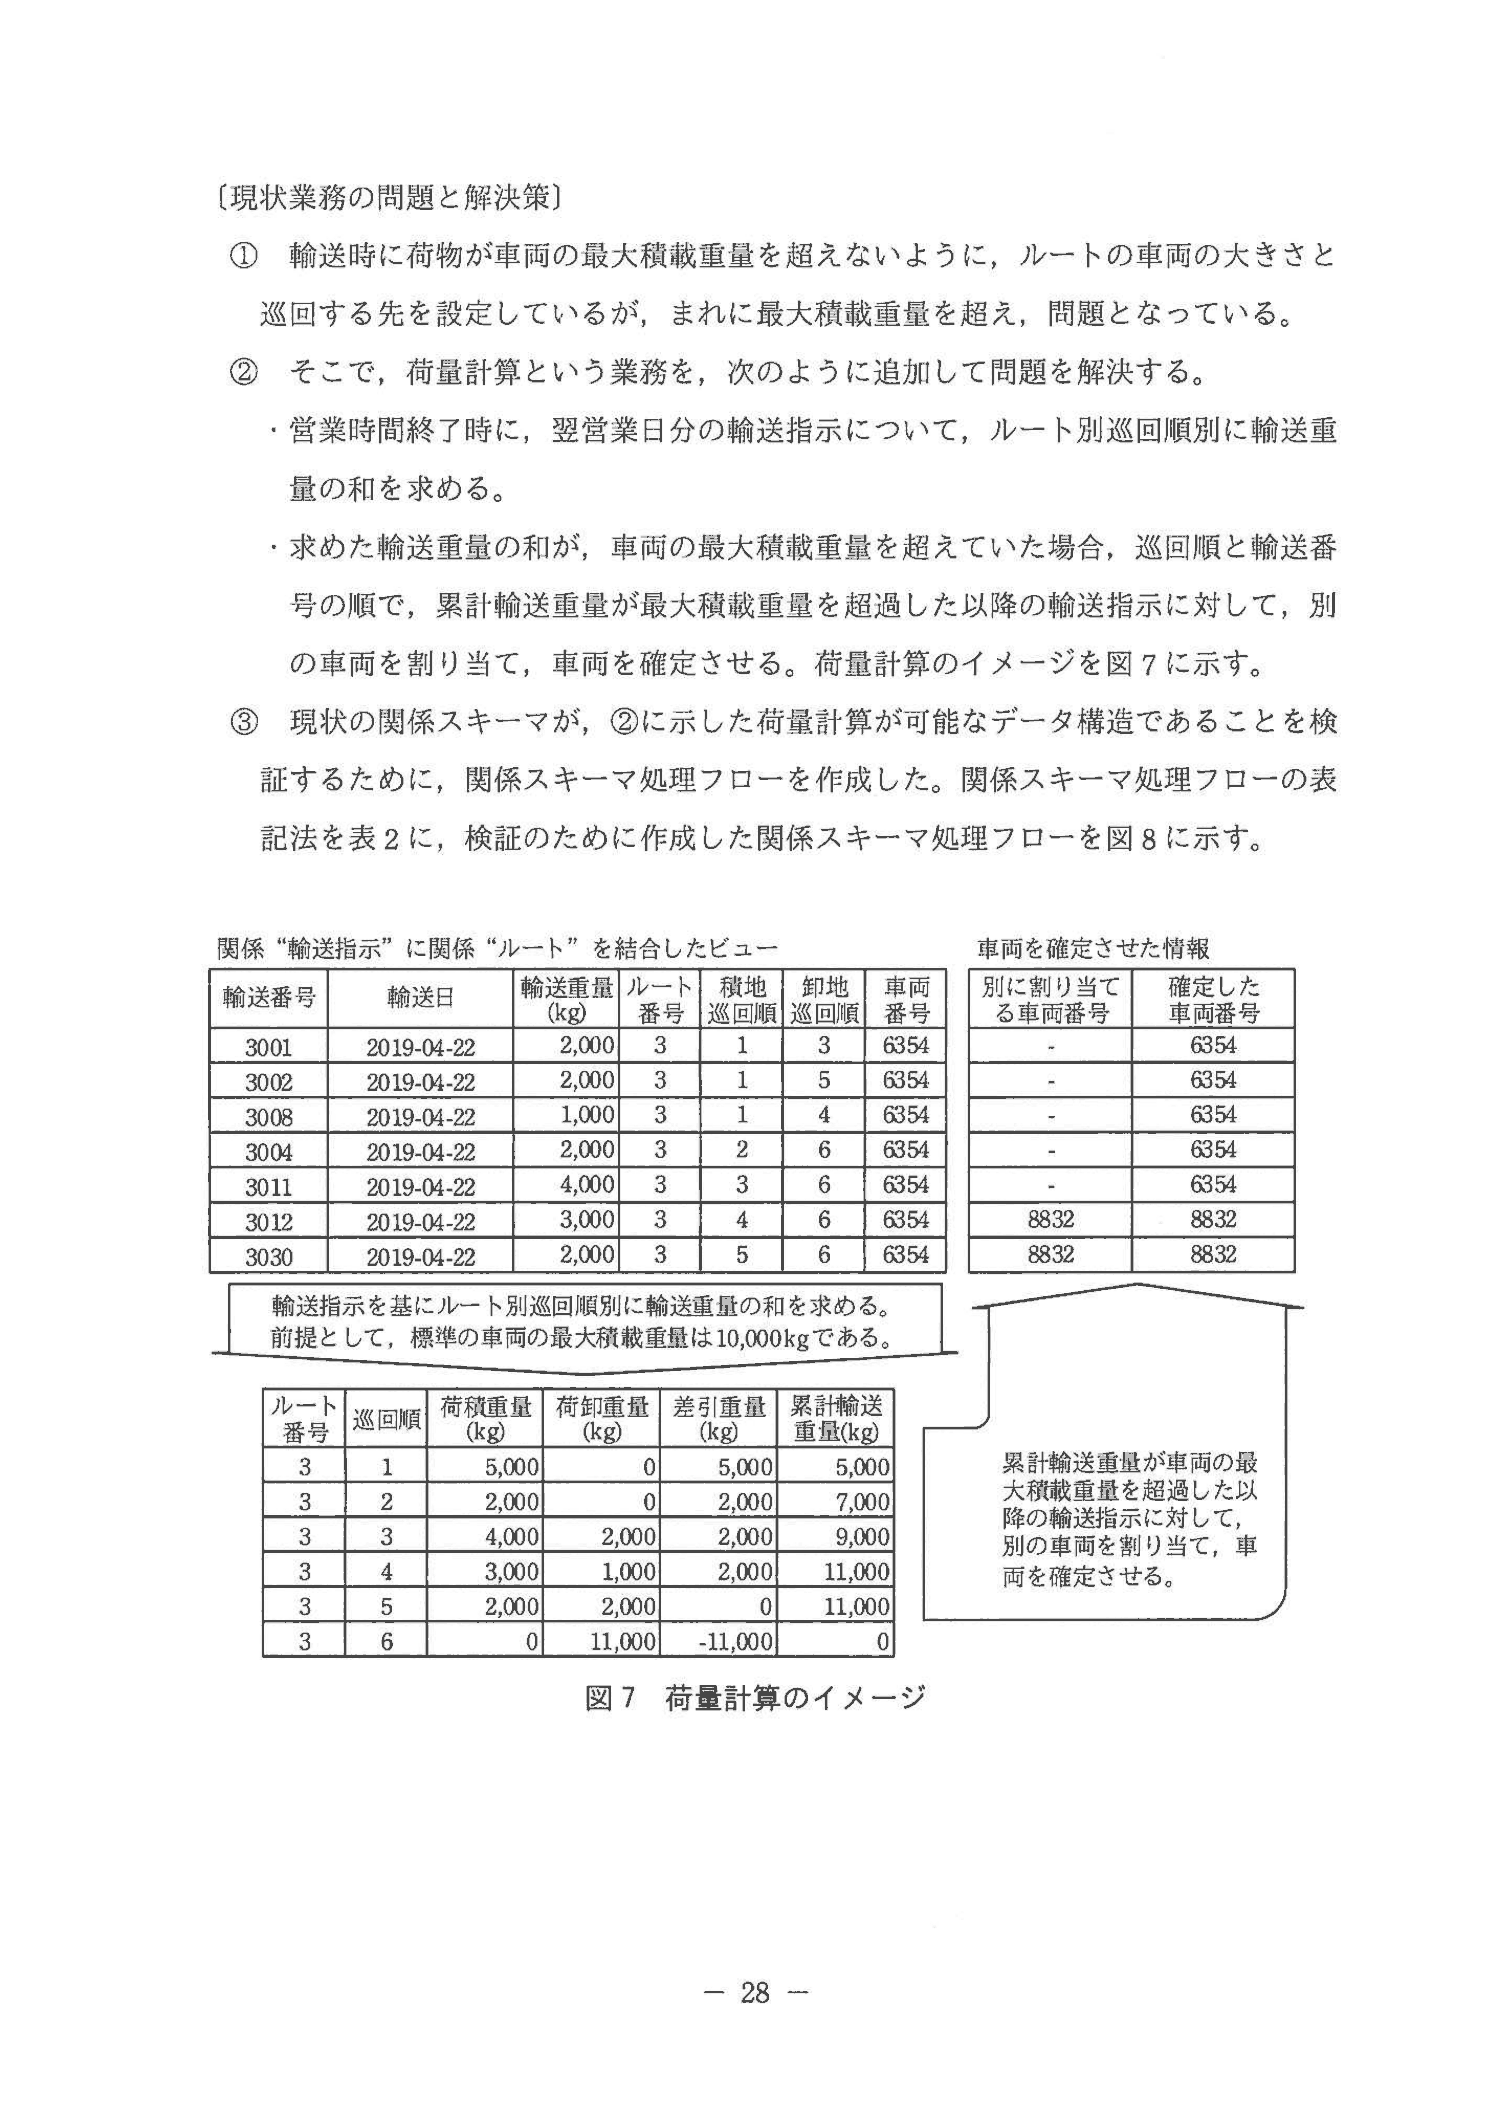 〔現状業務の問題と解決策〕
① 輸送時に荷物が車両の最大積載重量を超えないように，ルートの車両の大きさと
巡回する先を設定しているが，まれに最大積載重量を超え，問題となっている。
② そこで，荷量計算という業務を，次のように追加して問題を解決する。
・営業時間終了時に，翌営業日分の輸送指示について，ルート別巡回順別に輸送重
量の和を求める。
・求めた輸送重量の和が，車両の最大積載重量を超えていた場合，巡回順と輸送番
号の順で，累計輸送重量が最大積載重量を超過した以降の輸送指示に対して，別
の車両を割り当て，車両を確定させる。荷量計算のイメージを図7に示す。
③ 現状の関係スキーマが，②に示した荷量計算が可能なデータ構造であることを検
証するために，関係スキーマ処理フローを作成した。関係スキーマ処理フローの表
記法を表2に，検証のために作成した関係スキーマ処理フローを図8に示す。
関係“輸送指示”に関係“ルート”を結合したビュー
輸送番号 輸送日 輸送重量(kg) ルート番号 積地巡回順 卸地巡回順 車両番号
3001 2019-04-22 2,000 3 1 3 6354
3002 2019-04-22 2,000 3 1 5 6354
3008 2019-04-22 1,000 3 1 4 6354
3004 2019-04-22 2,000 3 2 6 6354
3011 2019-04-22 4,000 3 3 6 6354
3012 2019-04-22 3,000 3 4 6 6354
3030 2019-04-22 2,000 3 5 6 6354
車両を確定させた情報
別に割り当てる車両番号 確定した車両番号
- 6354
- 6354
- 6354
- 6354
- 6354
8832 8832
8832 8832
輸送指示を基にルート別巡回順別に輸送重量の和を求める。
前提として，標準の車両の最大積載重量は10,000kgである。
ルート番号 巡回順 荷積重量(kg) 荷卸重量(kg) 差引重量(kg) 累計輸送重量(kg)
3 1 5,000 0 5,000 5,000
3 2 2,000 0 2,000 7,000
3 3 4,000 2,000 2,000 9,000
3 4 3,000 1,000 2,000 11,000
3 5 2,000 2,000 0 11,000
3 6 0 11,000 -11,000 0
累計輸送重量が車両の最
大積載重量を超過した以
降の輸送指示に対して，
別の車両を割り当て，車
両を確定させる。
図7 荷量計算のイメージ
－ 28 －